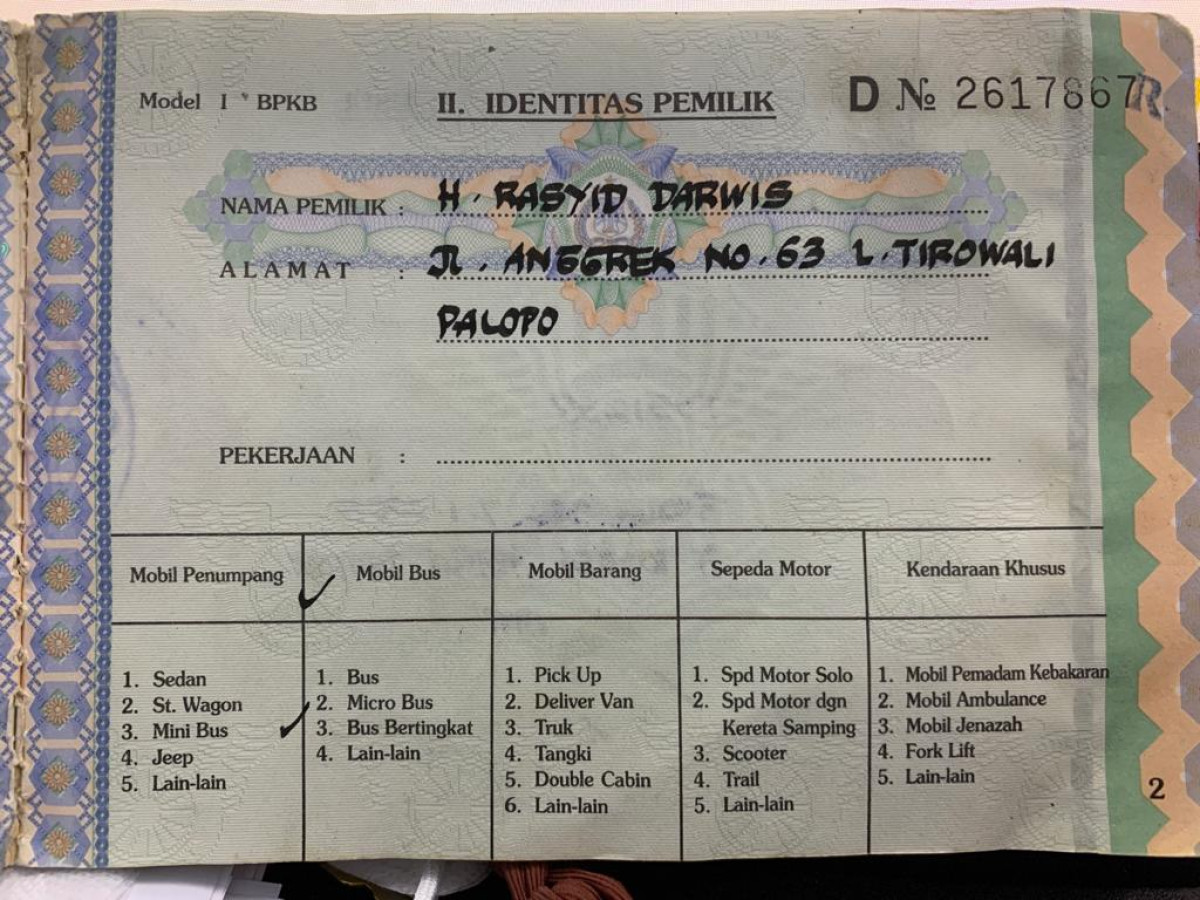 Model I BPKB
II. IDENTITAS PEMILIK
D № 2617867 R
NAMA PEMILIK : H. RASYID DARWIS
ALAMAT : Jl. ANGGREK NO. 63 L. TIROWALI
PALOPO
PEKERJAAN :
Mobil Penumpang
1. Sedan
2. St. Wagon
3. Mini Bus
4. Jeep
5. Lain-lain
Mobil Bus
1. Bus
2. Micro Bus
3. Bus Bertingkat
4. Lain-lain
Mobil Barang
1. Pick Up
2. Deliver Van
3. Truk
4. Tangki
5. Double Cabin
6. Lain-lain
Sepeda Motor
1. Spd Motor Solo
2. Spd Motor dgn
Kereta Samping
3. Scooter
4. Trail
5. Lain-lain
Kendaraan Khusus
1. Mobil Pemadam Kebakaran
2. Mobil Ambulance
3. Mobil Jenazah
4. Fork Lift
5. Lain-lain
2